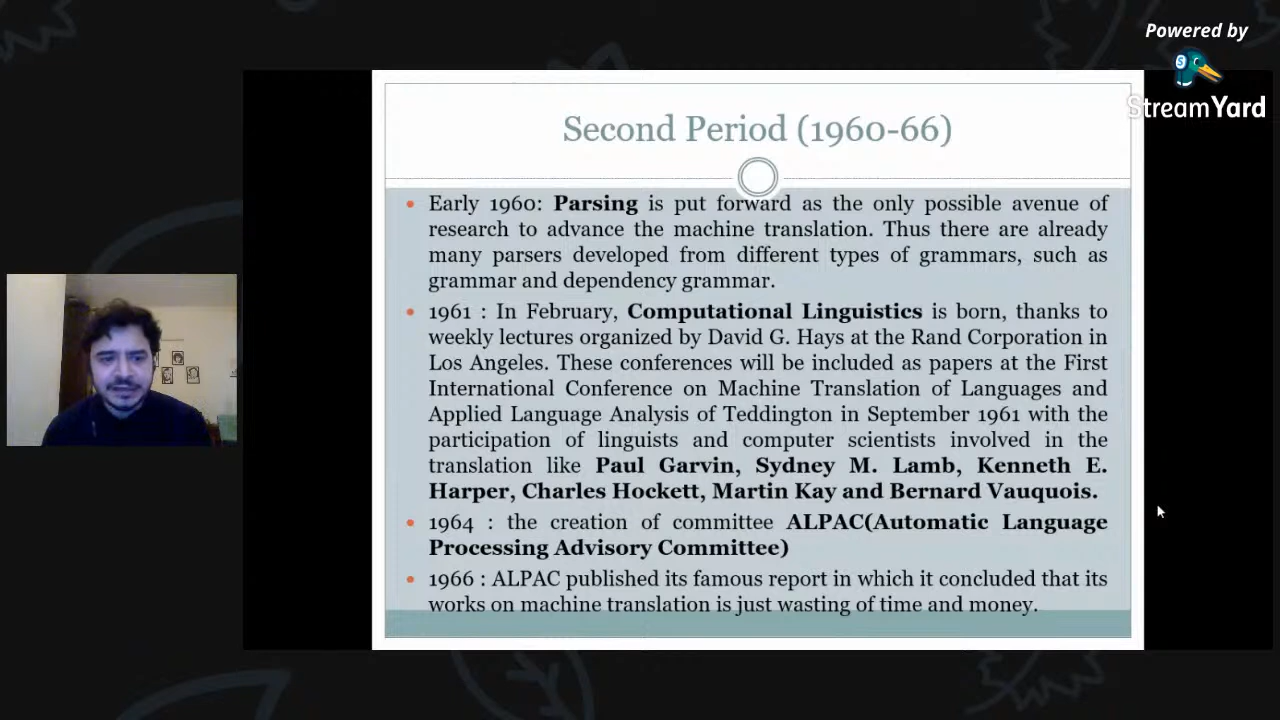 Powered by
StreamYard
Second Period (1960-66)
Early 1960: Parsing is put forward as the only possible avenue of
research to advance the machine translation. Thus there are already
many parsers developed from different types of grammars, such as
grammar and dependency grammar.
1961 : In February, Computational Linguistics is born, thanks to
weekly lectures organized by David G. Hays at the Rand Corporation in
Los Angeles. These conferences will be included as papers at the First
International Conference on Machine Translation of Languages and
Applied Language Analysis of Teddington in September 1961 with the
participation of linguists and computer scientists involved in the
translation like Paul Garvin, Sydney M. Lamb, Kenneth E.
Harper, Charles Hockett, Martin Kay and Bernard Vauquois.
1964 : the creation of committee ALPAC(Automatic Language
Processing Advisory Committee)
1966 : ALPAC published its famous report in which it concluded that its
works on machine translation is just wasting of time and money.